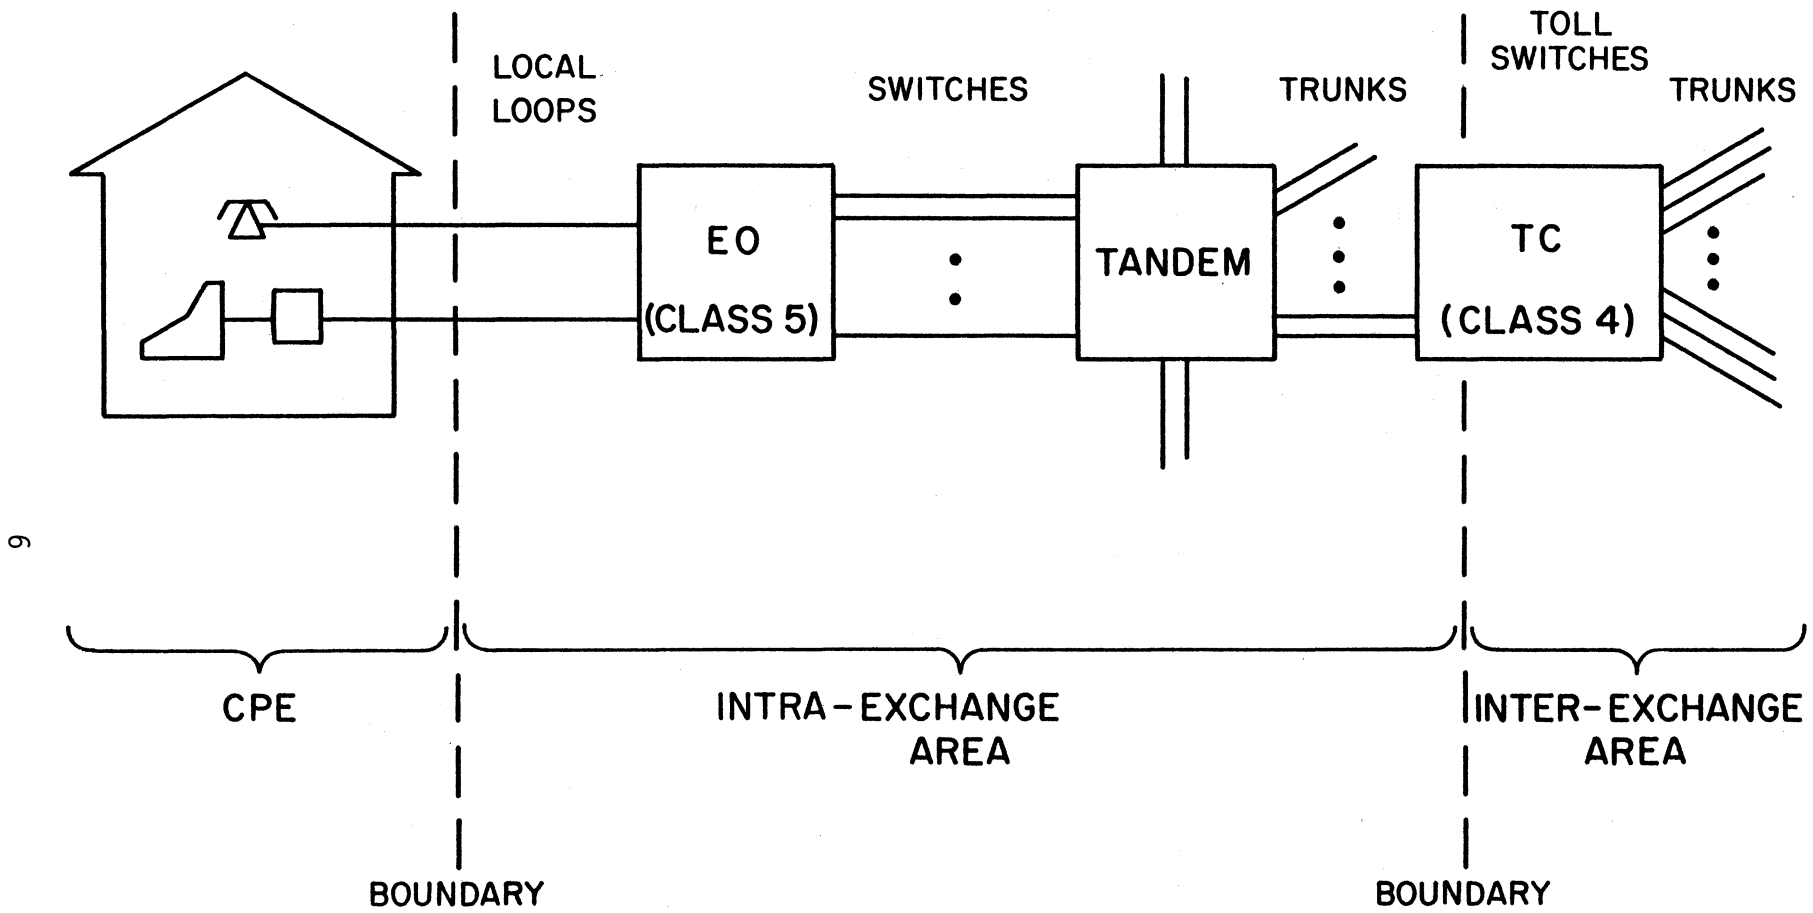 TOLL
SWITCHES
LOCAL
LOOPS
SWITCHES
TRUNKS
TRUNKS
EO
(CLASS 5)
TANDEM
TC
(CLASS 4)
9
CPE
INTRA-EXCHANGE
AREA
INTER-EXCHANGE
AREA
BOUNDARY
BOUNDARY